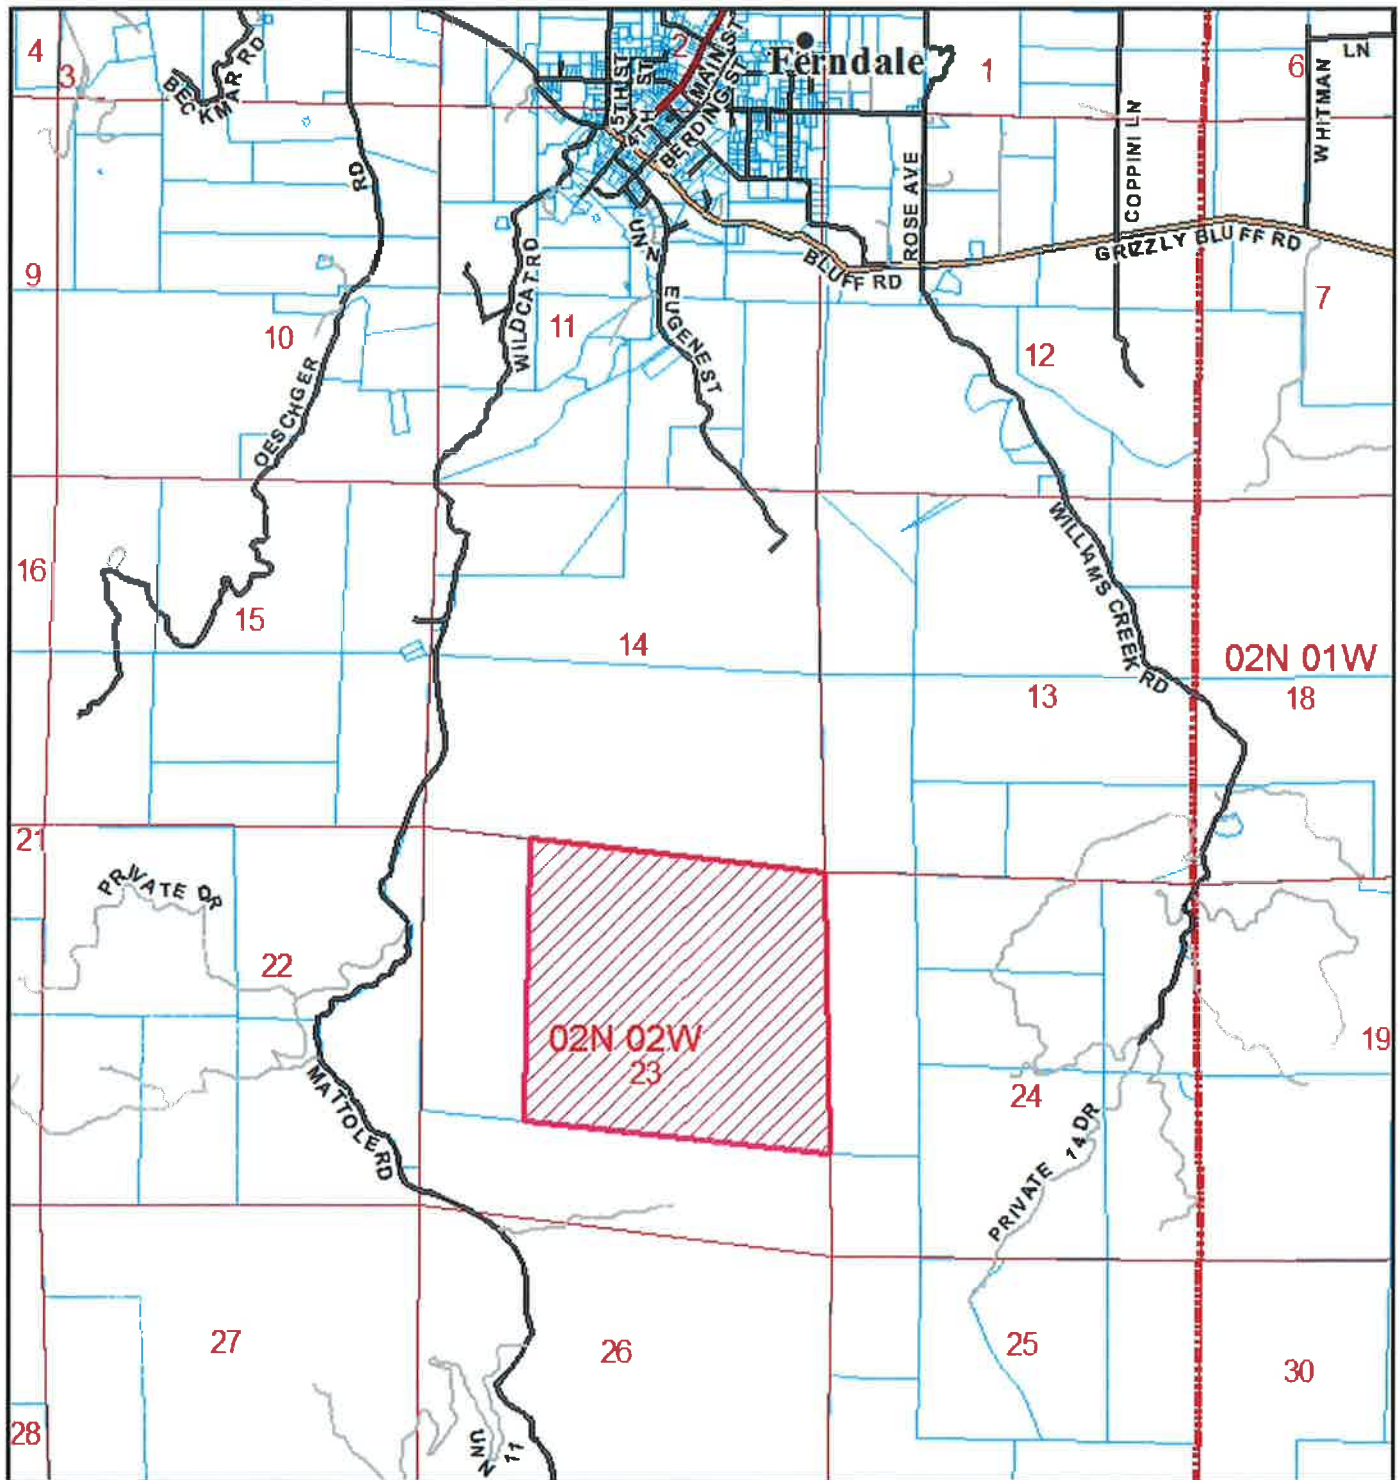 4
3
BECKMAR RD
RD
5TH ST
4TH ST
2
MAIN ST
BERDING ST
Ferndale
1
6
LN
WHITMAN
COPPINI LN
ROSE AVE
GRIZZLY BLUFF RD
BLUFF RD
UN N
WILDCAT RD
EUGENE ST
9
10
11
12
7
OESCHGER
16
15
14
WILLIAMS CREEK RD
13
02N 01W
18
21
PRIVATE DR
22
02N 02W
23
19
24
MATTOLE RD
PRIVATE 14 DR
27
26
25
30
28
UN N 11